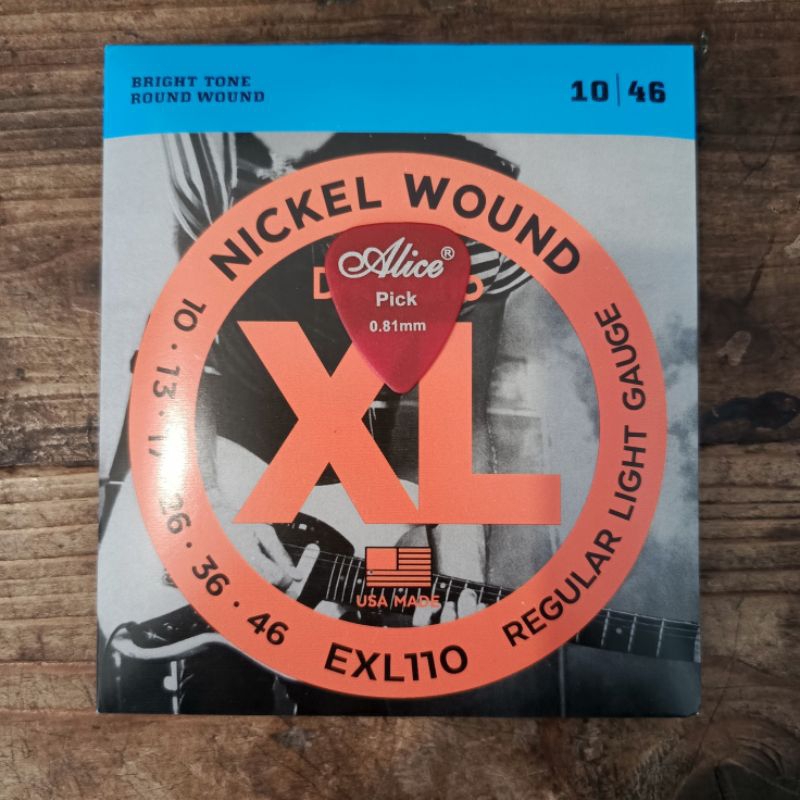 BRIGHT TONE
ROUND WOUND
10 | 46
NICKEL WOUND
Alice®
Pick
0.81mm
XL
10 · 13 · 17
26 · 36 · 46
REGULAR LIGHT GAUGE
USA MADE
EXL110